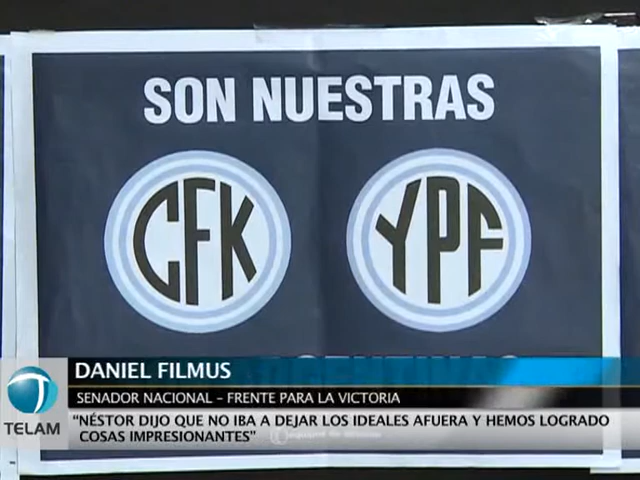 SON NUESTRAS
CFK
YPF
DANIEL FILMUS
SENADOR NACIONAL – FRENTE PARA LA VICTORIA
“NÉSTOR DIJO QUE NO IBA A DEJAR LOS IDEALES AFUERA Y HEMOS LOGRADO
COSAS IMPRESIONANTES”
TELAM